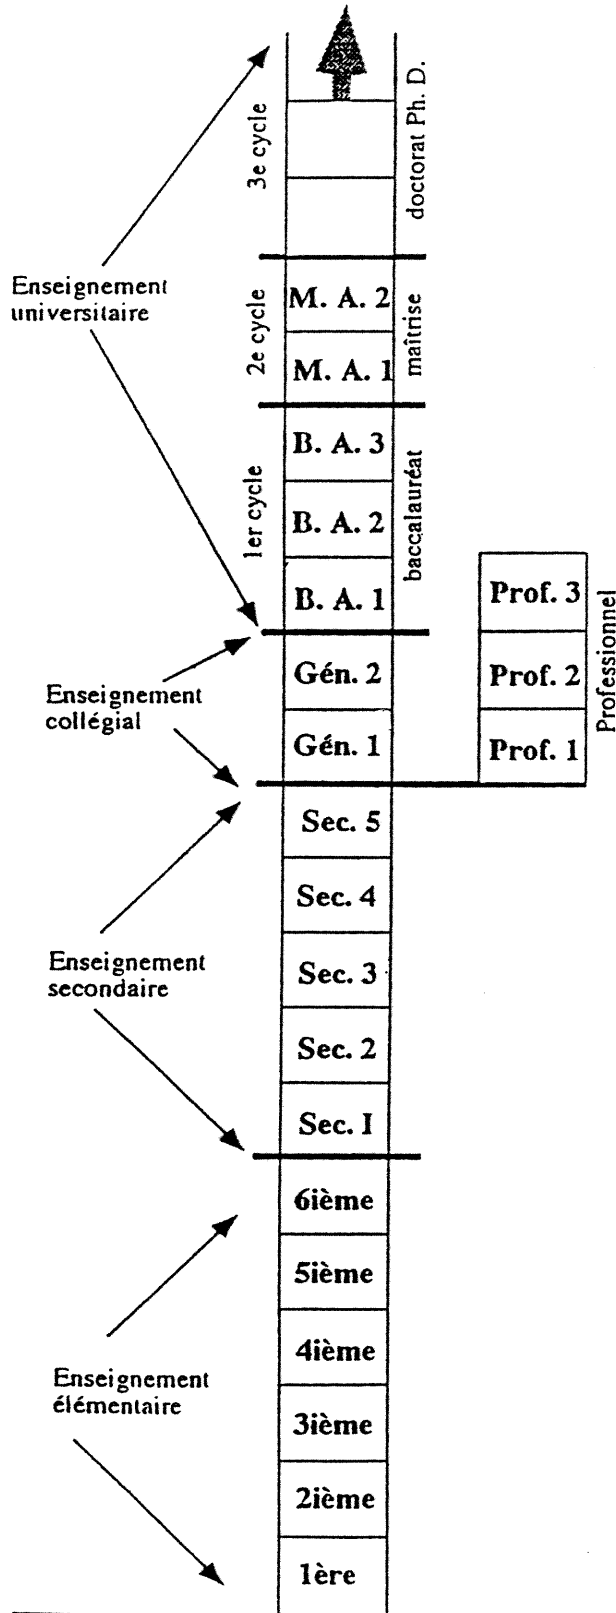 doctorat Ph. D.
3e cycle
Enseignement
universitaire
2e cycle
M. A. 2
maîtrise
M. A. 1
B. A. 3
1er cycle
B. A. 2
baccalauréat
B. A. 1
Prof. 3
Enseignement
collégial
Gén. 2
Prof. 2
Professionnel
Gén. 1
Prof. 1
Sec. 5
Sec. 4
Enseignement
secondaire
Sec. 3
Sec. 2
Sec. I
6ième
5ième
4ième
Enseignement
élémentaire
3ième
2ième
1ère